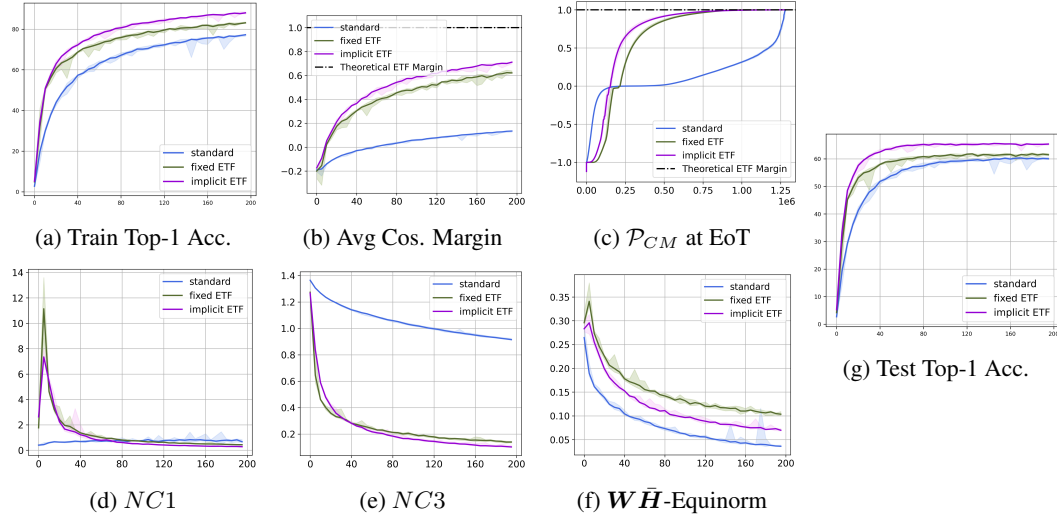 80
60
40
20
0
0
40
80
120
160
200
standard
fixed ETF
implicit ETF
(a) Train Top-1 Acc.
1.0
0.8
0.6
0.4
0.2
0.0
−0.2
0
40
80
120
160
200
standard
fixed ETF
implicit ETF
Theoretical ETF Margin
(b) Avg Cos. Margin
1.0
0.5
0.0
−0.5
−1.0
0.00
0.25
0.50
0.75
1.00
1.25
1e6
standard
fixed ETF
implicit ETF
Theoretical ETF Margin
(c) P_CM at EoT
14
12
10
8
6
4
2
0
0
40
80
120
160
200
standard
fixed ETF
implicit ETF
(d) NC1
1.4
1.2
1.0
0.8
0.6
0.4
0.2
0
40
80
120
160
200
standard
fixed ETF
implicit ETF
(e) NC3
0.35
0.30
0.25
0.20
0.15
0.10
0.05
0
40
80
120
160
200
standard
fixed ETF
implicit ETF
(f) WH̄-Equinorm
60
50
40
30
20
10
0
0
40
80
120
160
200
standard
fixed ETF
implicit ETF
(g) Test Top-1 Acc.